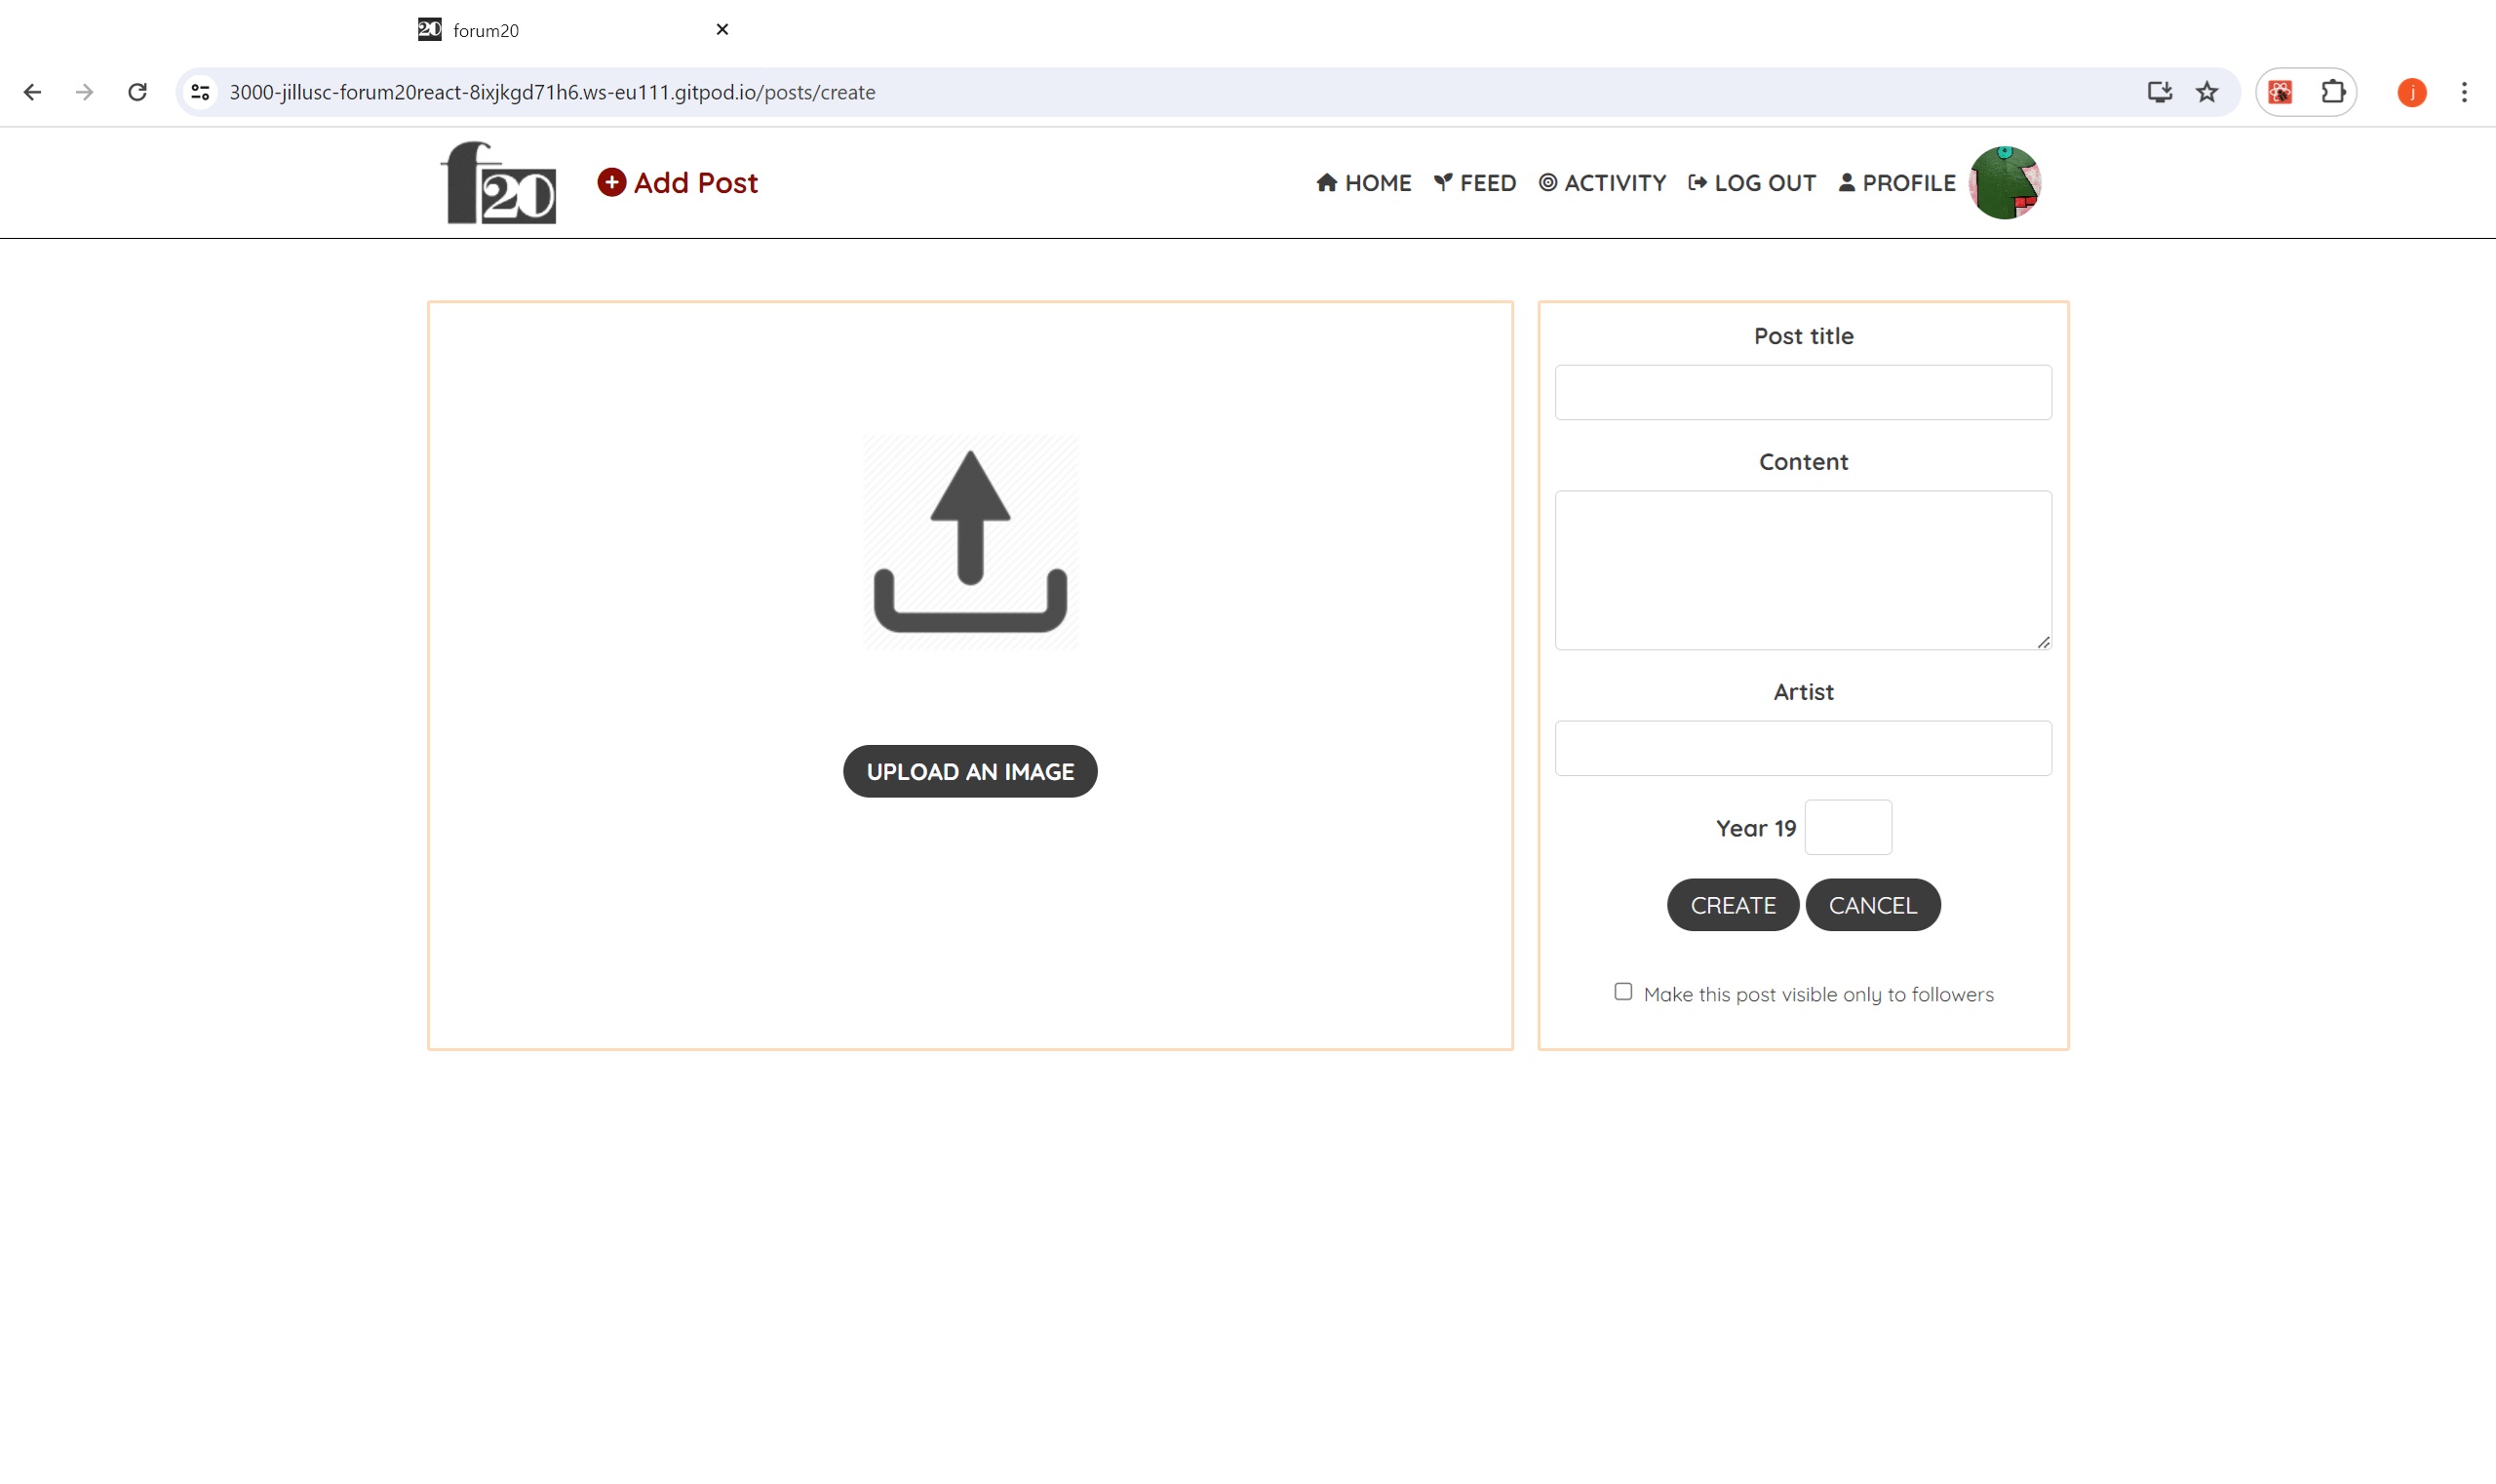 20 forum20
3000-jillusc-forum20react-8ixjkgd71h6.ws-eu111.gitpod.io/posts/create
j
f20
Add Post
HOME
FEED
ACTIVITY
LOG OUT
PROFILE
Post title
Content
Artist
UPLOAD AN IMAGE
Year 19
CREATE
CANCEL
Make this post visible only to followers